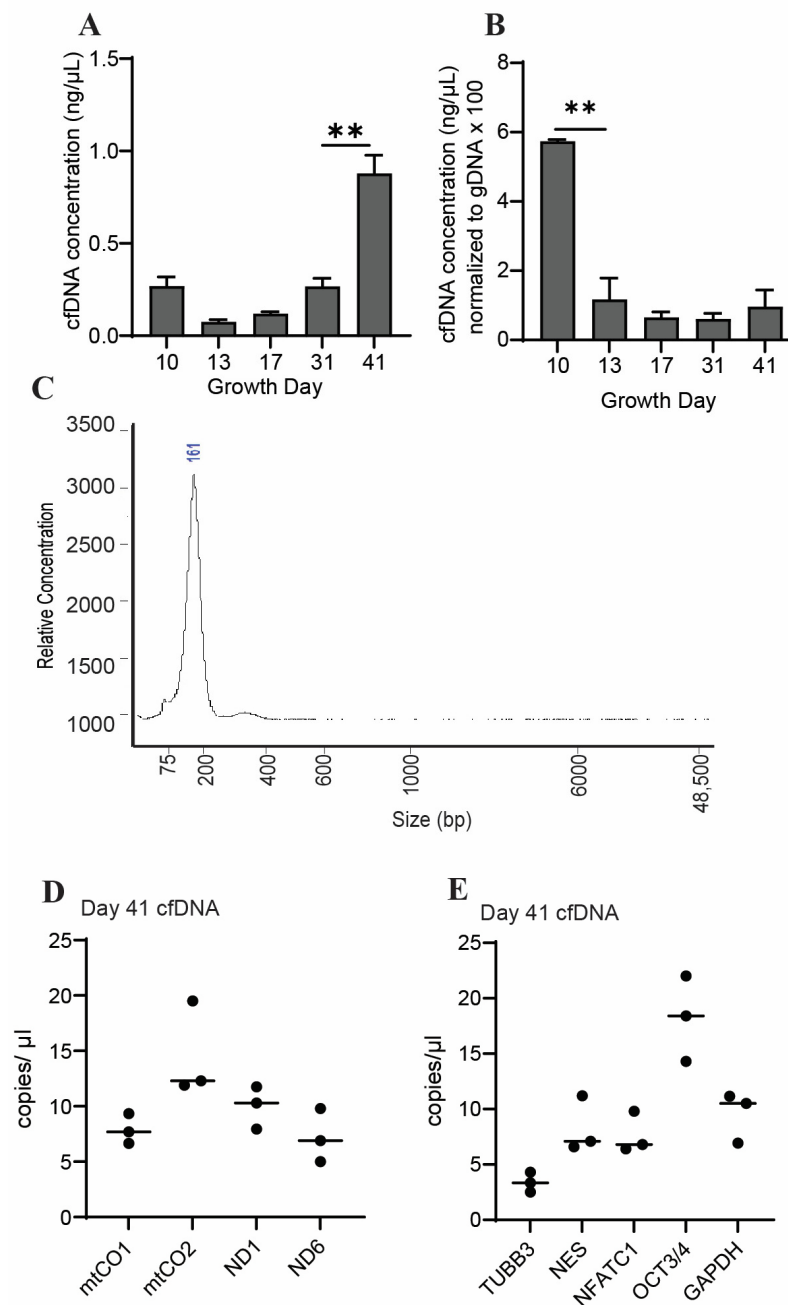 A
cfDNA concentration (ng/µL)
1.5
1.0
0.5
0.0
**
10 13 17 31 41
Growth Day
B
cfDNA concentration (ng/µL)
normalized to gDNA x 100
8
6
4
2
0
**
10 13 17 31 41
Growth Day
C
Relative Concentration
3500
3000
2500
2000
1500
1000
161
75 200 400 600 1000 6000 48,500
Size (bp)
D
Day 41 cfDNA
copies/ µl
25
20
15
10
5
0
mtCO1 mtCO2 ND1 ND6
E
Day 41 cfDNA
copies/µl
25
20
15
10
5
0
TUBB3 NES NFATC1 OCT3/4 GAPDH